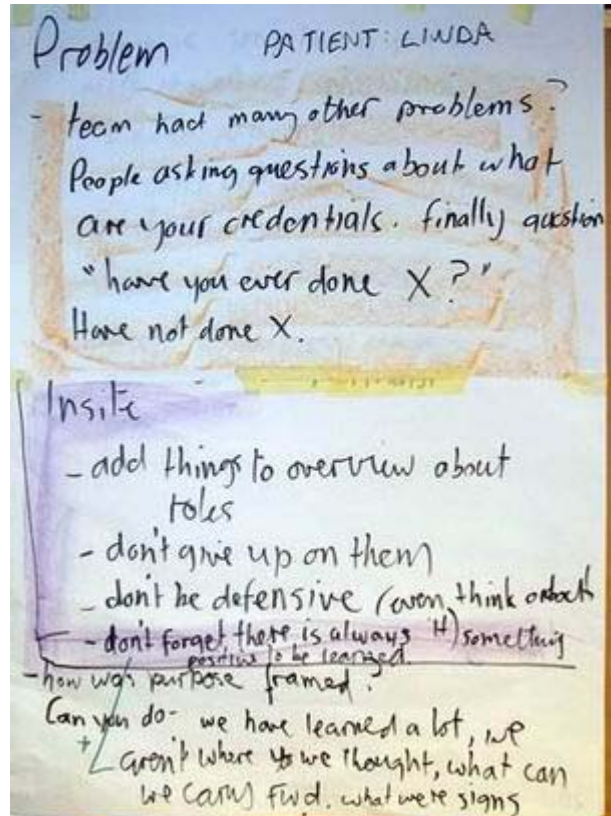 Problem PATIENT: LINDA
- team had many other problems.
People asking questions about what
are your credentials. finally question
"have you ever done X?"
Have not done X.
Insite
- add things to overview about
roles
- don't give up on them
- don't be defensive (even think
- don't forget there is always it) something
positive to be learned.
- how was purpose framed?
Can you do - we have learned a lot, we
+ aren't where we thought, what can
we carry fwd. what were signs